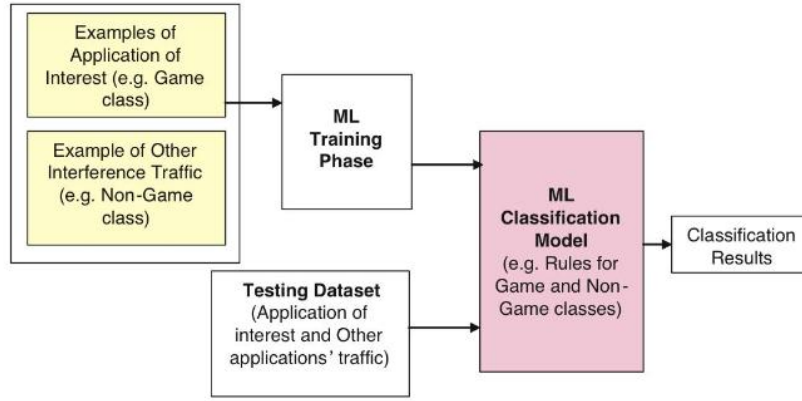 Examples of
Application of
Interest (e.g. Game
class)
Example of Other
Interference Traffic
(e.g. Non-Game
class)
ML
Training
Phase
Testing Dataset
(Application of
interest and Other
applications’ traffic)
ML
Classification
Model
(e.g. Rules for
Game and Non-
Game classes)
Classification
Results